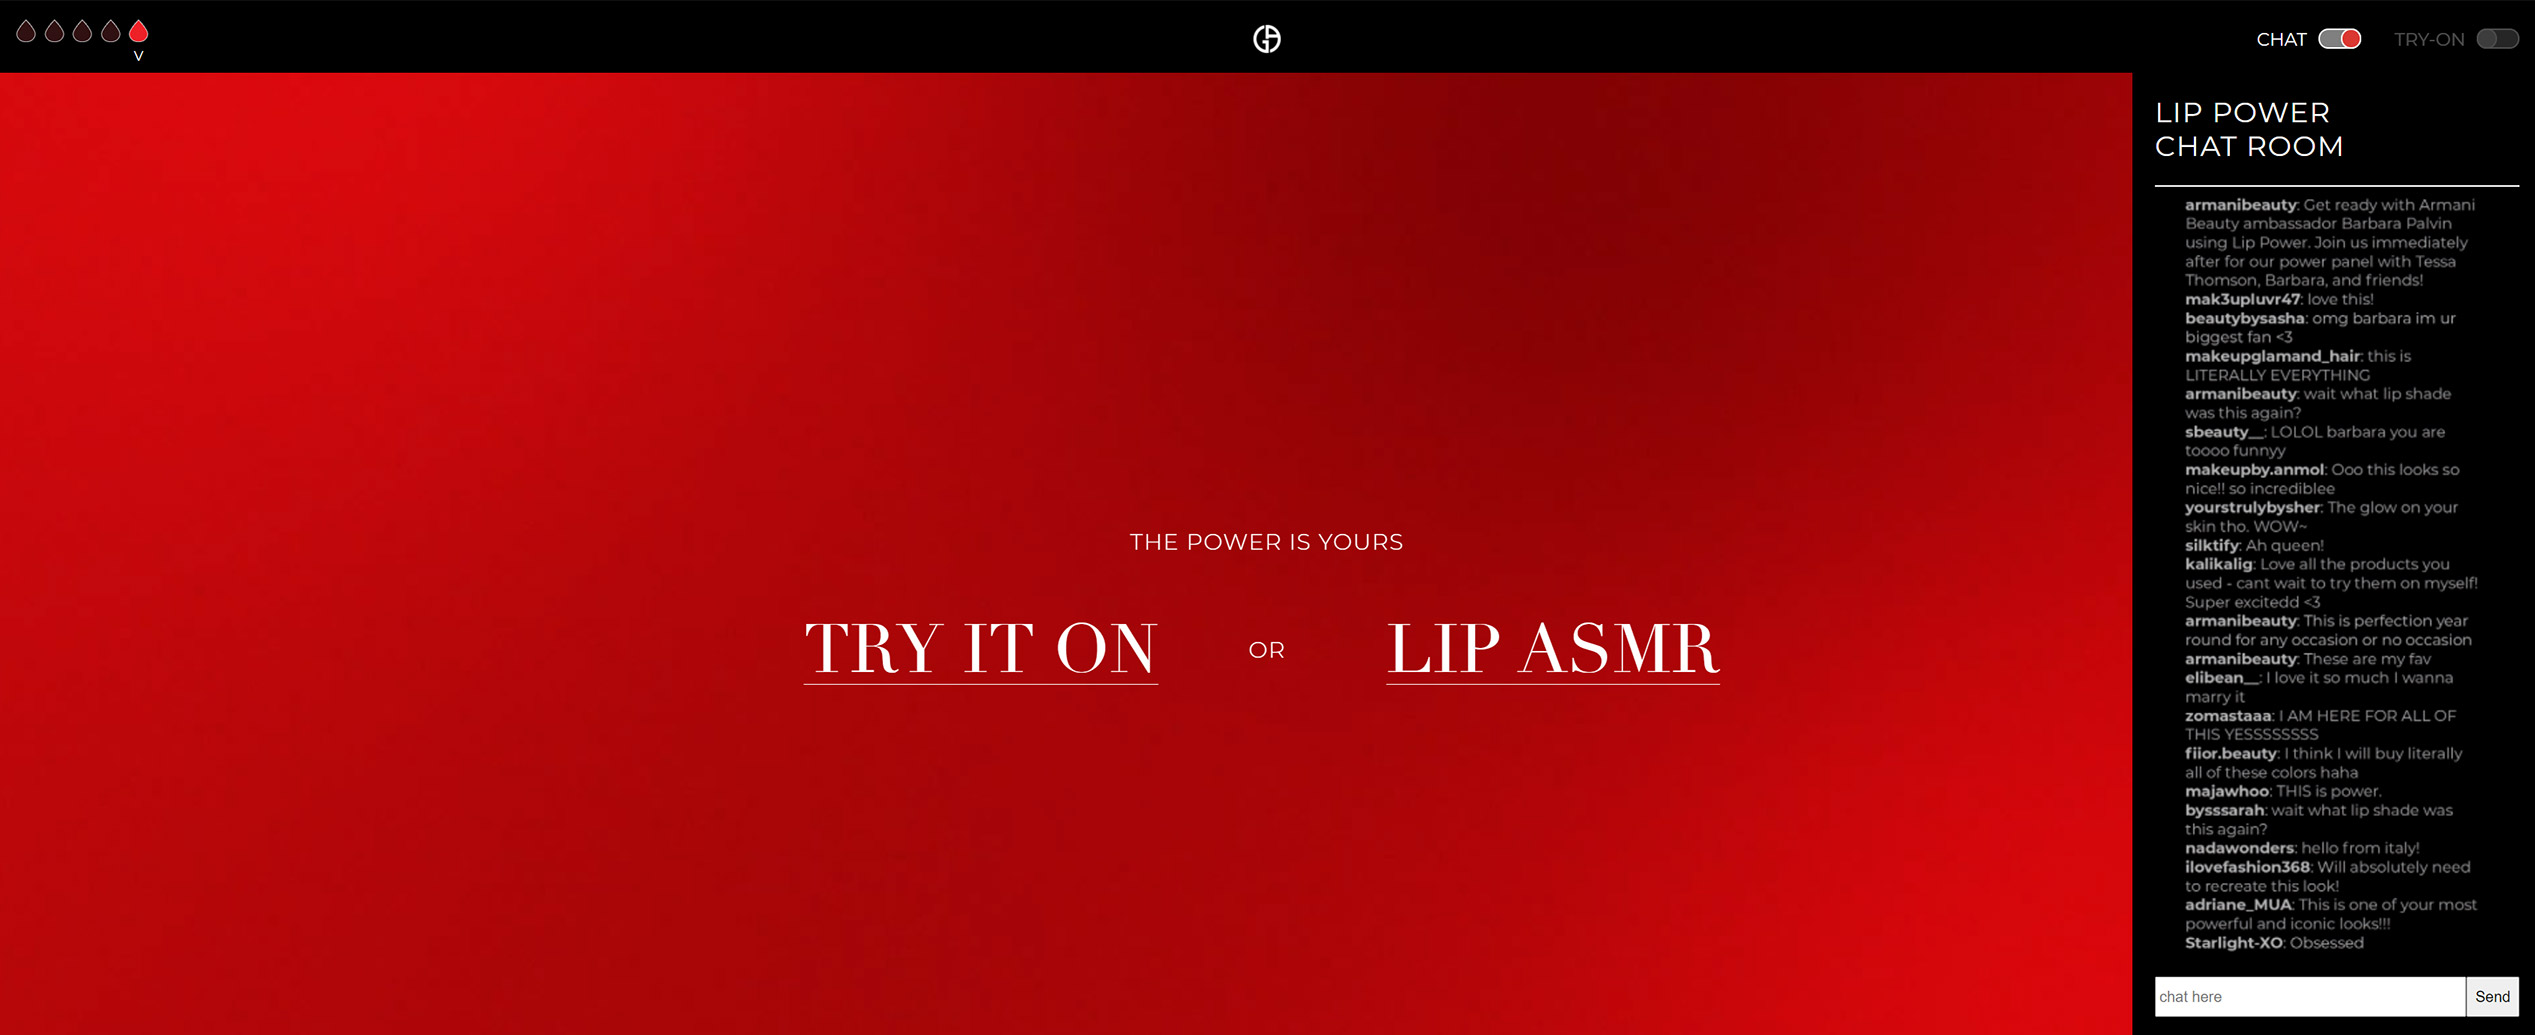 V
CHAT
TRY-ON
THE POWER IS YOURS
TRY IT ON
OR
LIP ASMR
LIP POWER
CHAT ROOM
armanibeauty: Get ready with Armani
Beauty ambassador Barbara Palvin
using Lip Power. Join us immediately
after for our power panel with Tessa
Thomson, Barbara, and friends!
mak3upluvr47: love this!
beautybysasha: omg barbara im ur
biggest fan <3
makeupglamand_hair: this is
LITERALLY EVERYTHING
armanibeauty: wait what lip shade
was this again?
sbeauty__: LOLOL barbara you are
toooo funnyy
makeupby.anmol: Ooo this looks so
nice!! so incrediblee
yourstrulybysher: The glow on your
skin tho. WOW~
silktify: Ah queen!
kalikalig: Love all the products you
used - cant wait to try them on myself!
Super excitedd <3
armanibeauty: This is perfection year
round for any occasion or no occasion
armanibeauty: These are my fav
elibean__: I love it so much I wanna
marry it
zomastaaa: I AM HERE FOR ALL OF
THIS YESSSSSSSS
fiior.beauty: I think I will buy literally
all of these colors haha
majawhoo: THIS is power.
bysssarah: wait what lip shade was
this again?
nadawonders: hello from italy!
ilovefashion368: Will absolutely need
to recreate this look!
adriane_MUA: This is one of your most
powerful and iconic looks!!!
Starlight-XO: Obsessed
chat here
Send